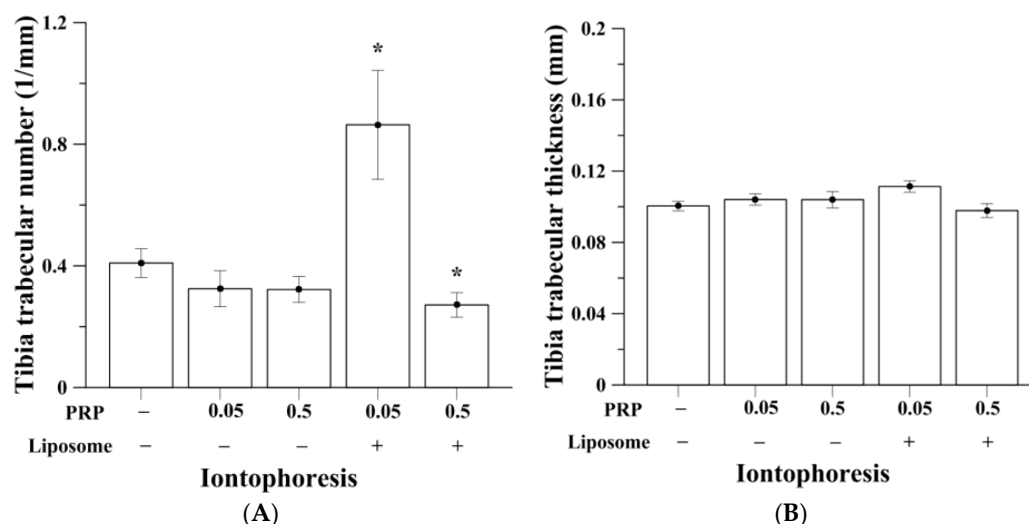 Tibia trabecular number (1/mm)
1.2
0.8
0.4
0
*
*
PRP – 0.05 0.5 0.05 0.5
Liposome – – – + +
Iontophoresis
(A)
Tibia trabecular thickness (mm)
0.2
0.16
0.12
0.08
0.04
0
PRP – 0.05 0.5 0.05 0.5
Liposome – – – + +
Iontophoresis
(B)